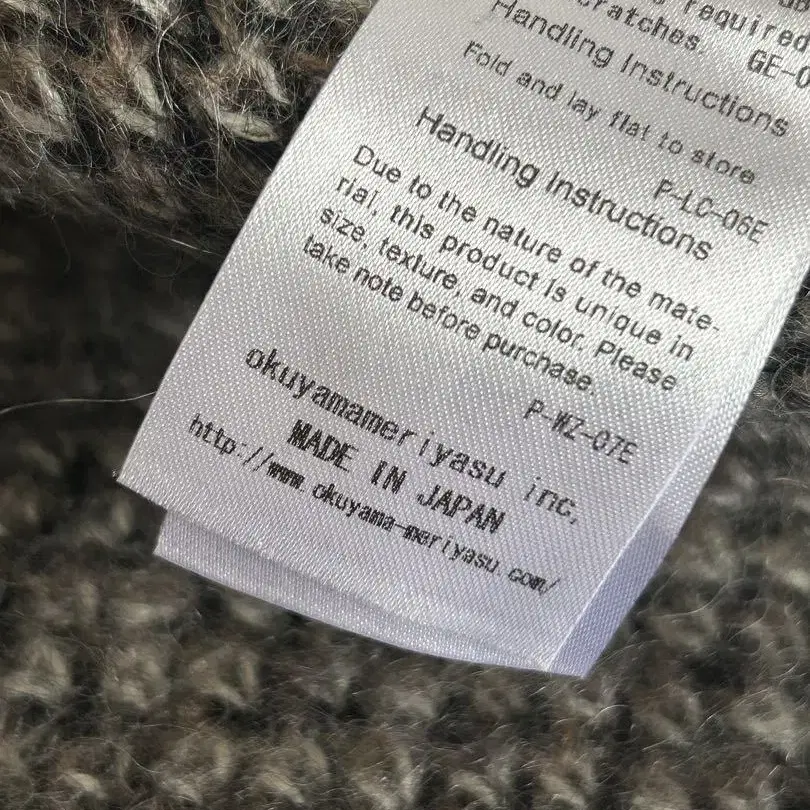 required
cratches. GE-0
Handling Instructions
Fold and lay flat to store
P-LC-06E
Handling Instructions
Due to the nature of the mate-
rial, this product is unique in
size, texture, and color. Please
take note before purchase.
P-WZ-07E
okuyamameriyasu inc.
MADE IN JAPAN
http://www.okuyama-meriyasu.com/